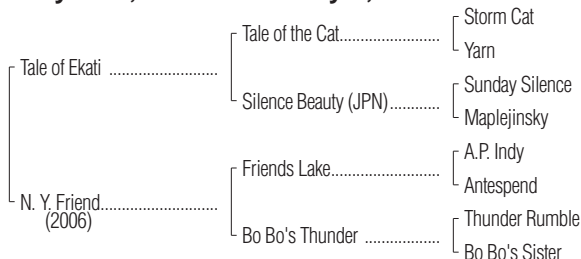 Storm Cat
Tale of the Cat....................
Yarn
Tale of Ekati ..........................
Sunday Silence
Silence Beauty (JPN)............
Maplejinsky
A.P. Indy
Friends Lake..........................
Antespend
N. Y. Friend............................
(2006)
Thunder Rumble
Bo Bo's Thunder ..................
Bo Bo's Sister